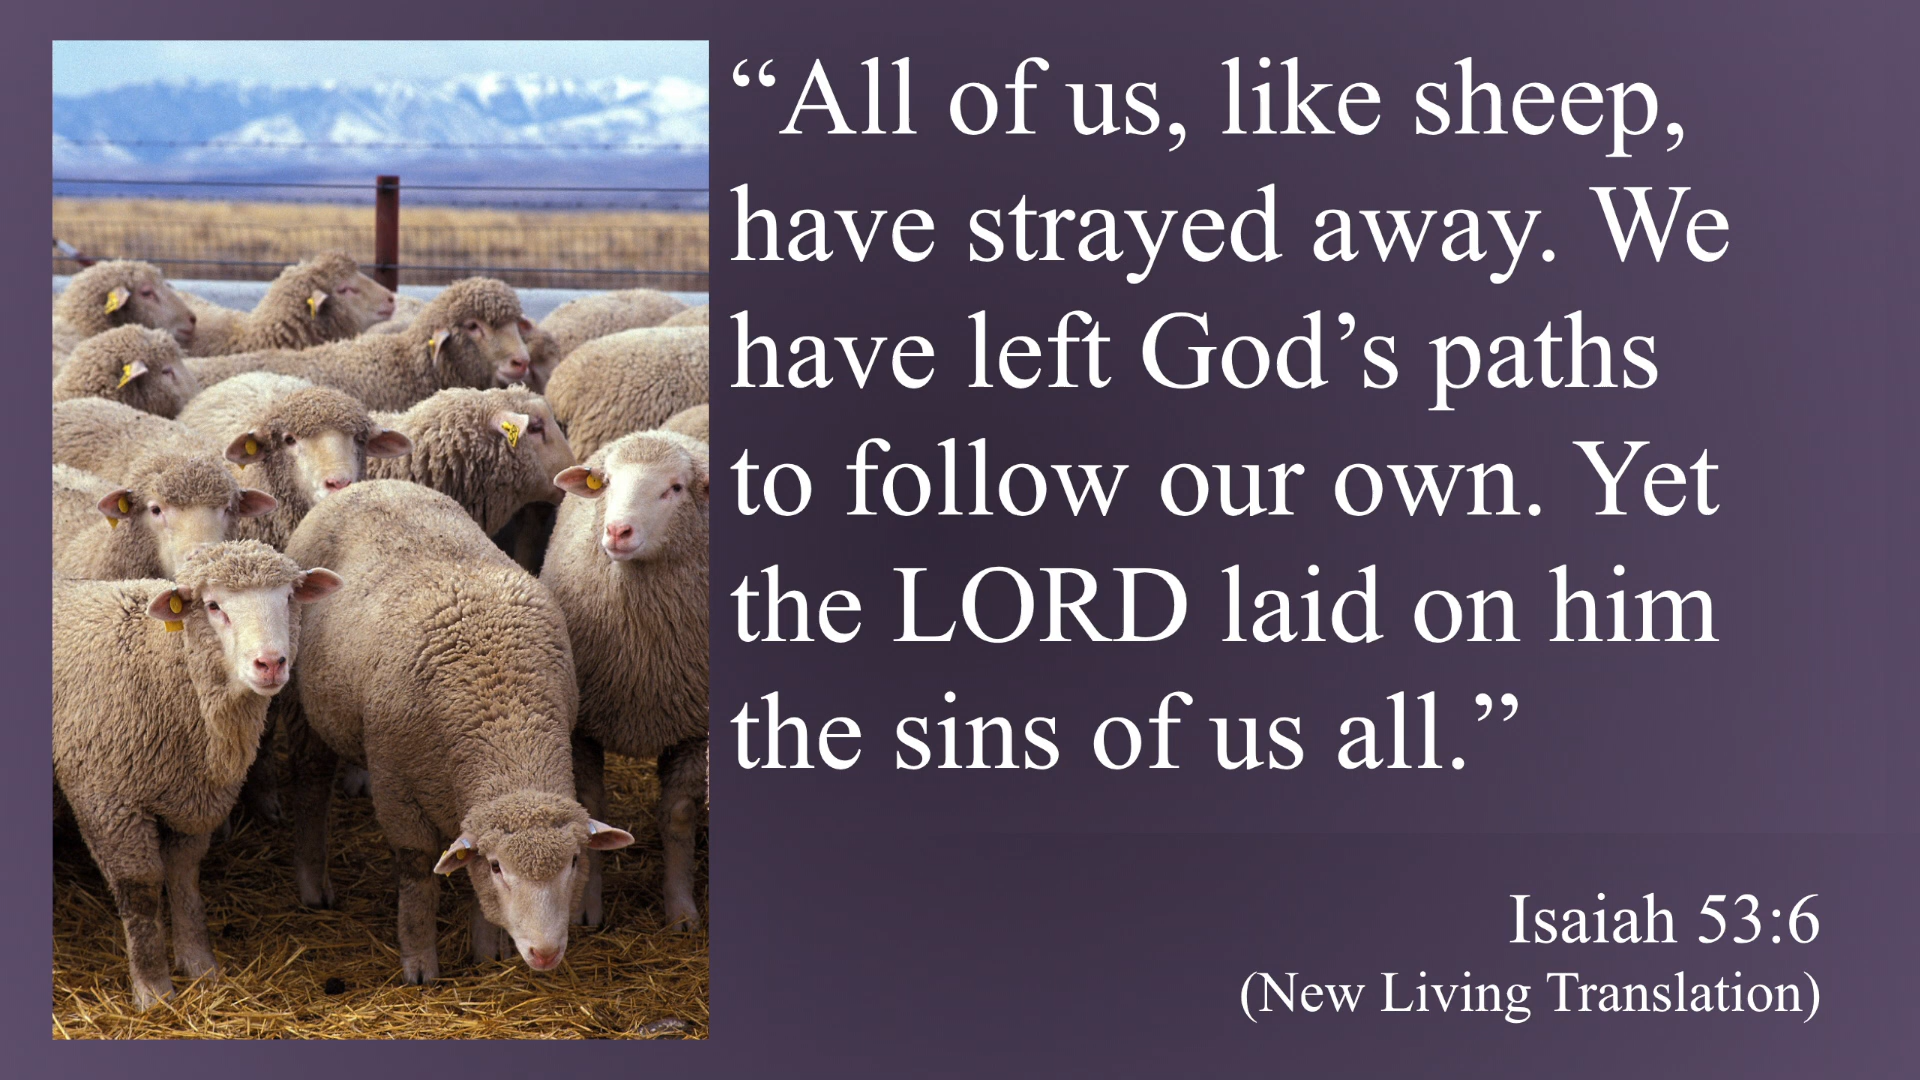 “All of us, like sheep,
have strayed away. We
have left God’s paths
to follow our own. Yet
the LORD laid on him
the sins of us all.”
Isaiah 53:6
(New Living Translation)